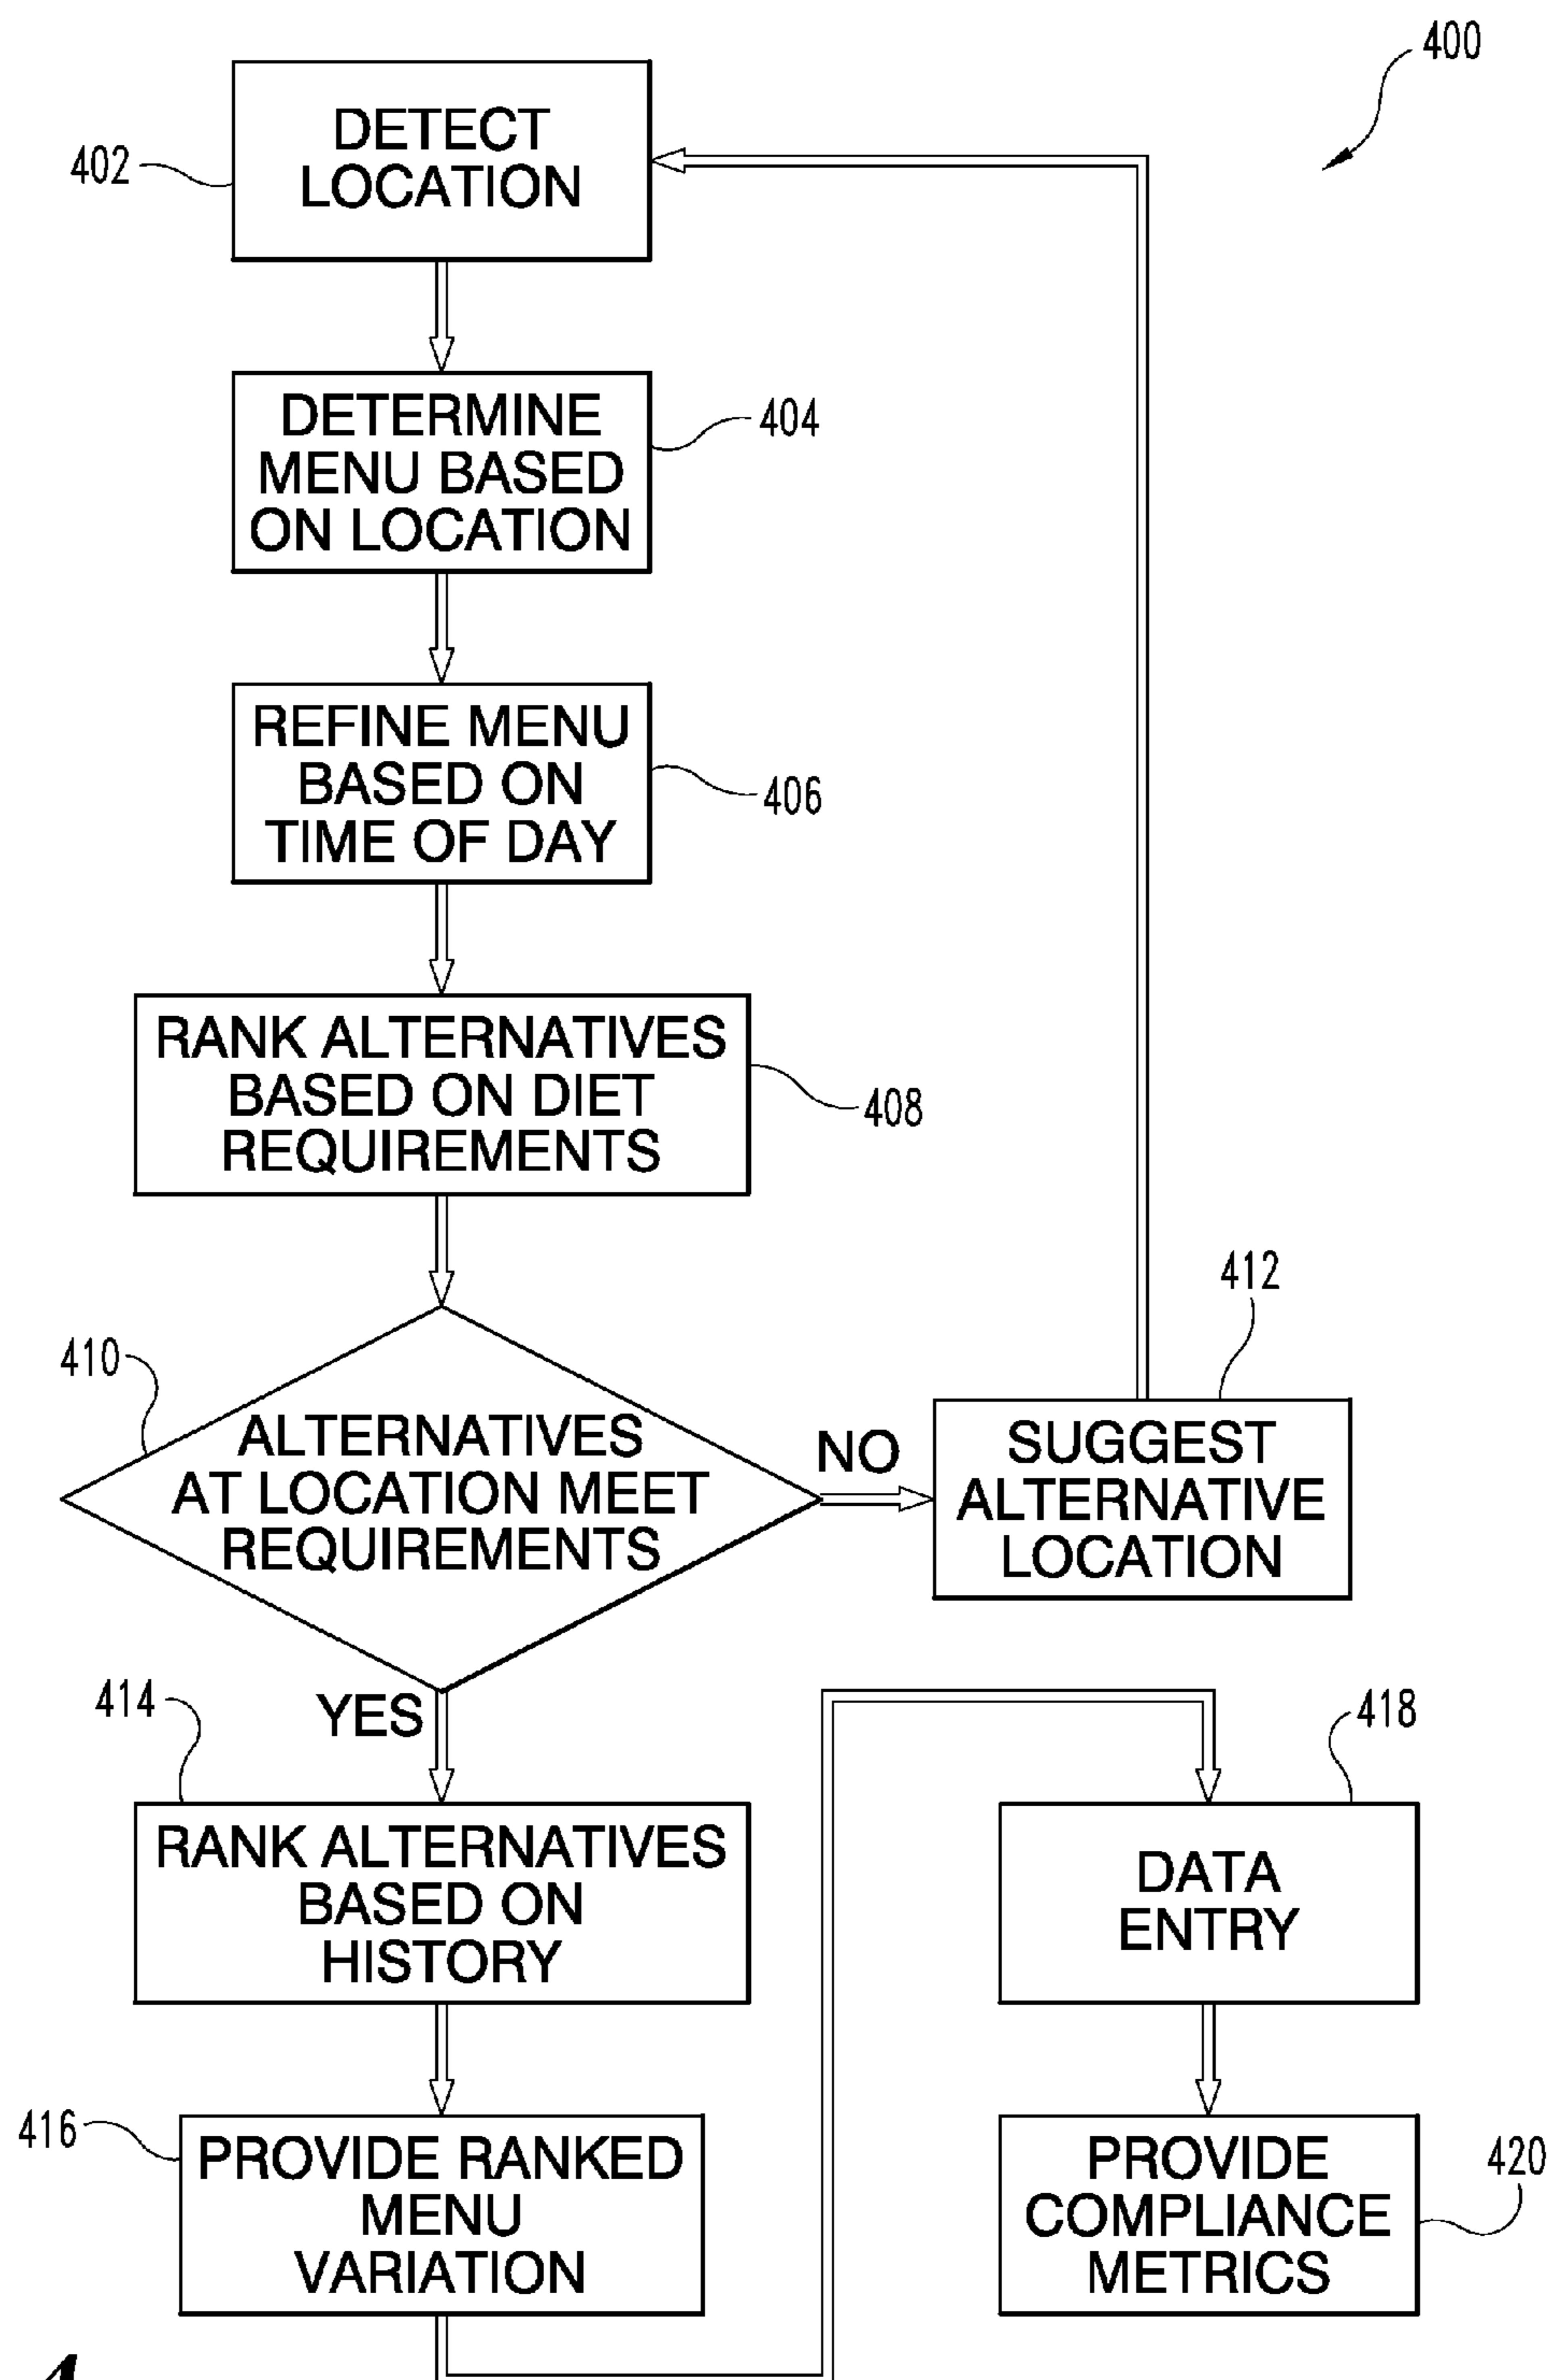 400
402
DETECT
LOCATION
DETERMINE
MENU BASED
ON LOCATION
404
REFINE MENU
BASED ON
TIME OF DAY
406
RANK ALTERNATIVES
BASED ON DIET
REQUIREMENTS
408
410
ALTERNATIVES
AT LOCATION MEET
REQUIREMENTS
NO
412
SUGGEST
ALTERNATIVE
LOCATION
YES
414
RANK ALTERNATIVES
BASED ON
HISTORY
416
PROVIDE RANKED
MENU
VARIATION
418
DATA
ENTRY
PROVIDE
COMPLIANCE
METRICS
420